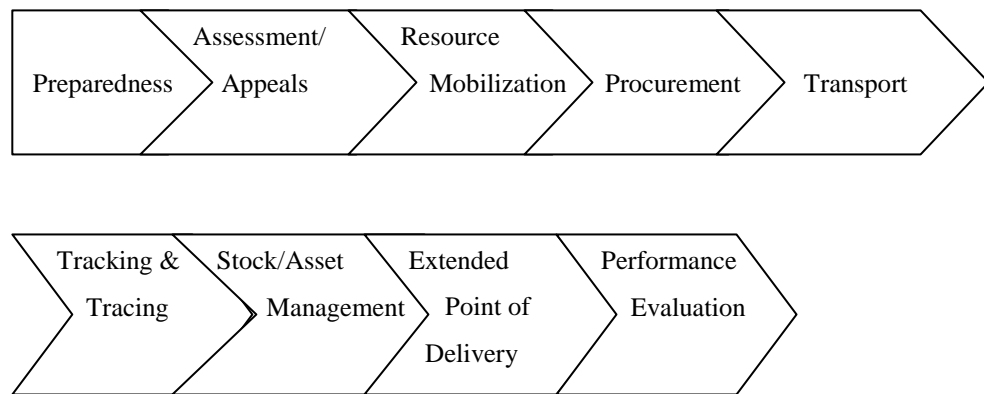 Preparedness
Assessment/
Appeals
Resource
Mobilization
Procurement
Transport
Tracking &
Tracing
Stock/Asset
Management
Extended
Point of
Delivery
Performance
Evaluation